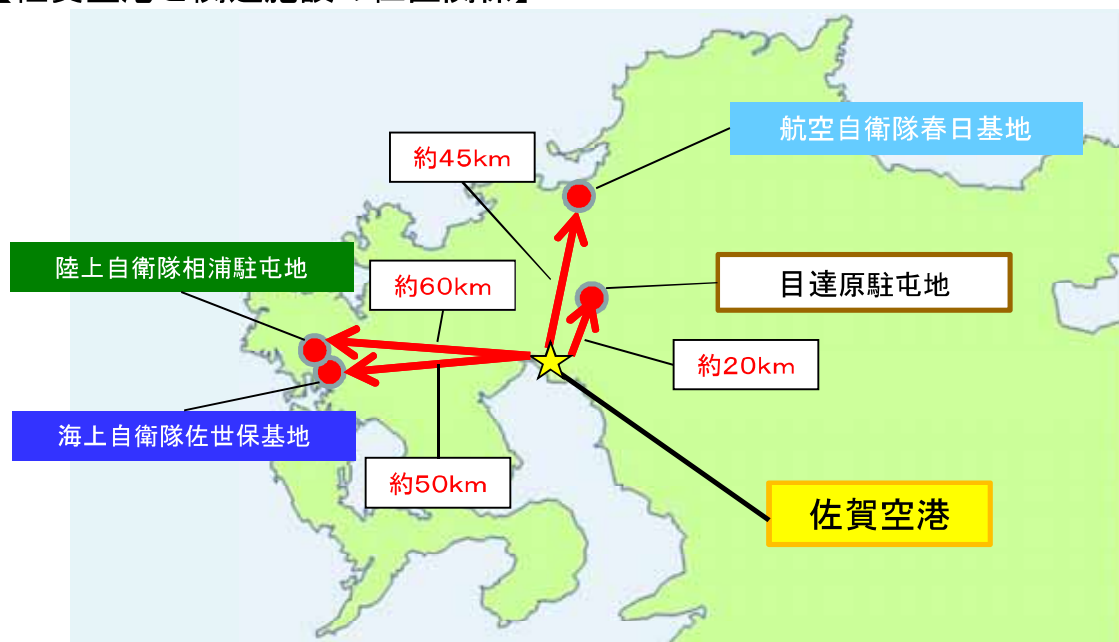 約45km
航空自衛隊春日基地
陸上自衛隊相浦駐屯地
約60km
目達原駐屯地
約20km
海上自衛隊佐世保基地
約50km
佐賀空港